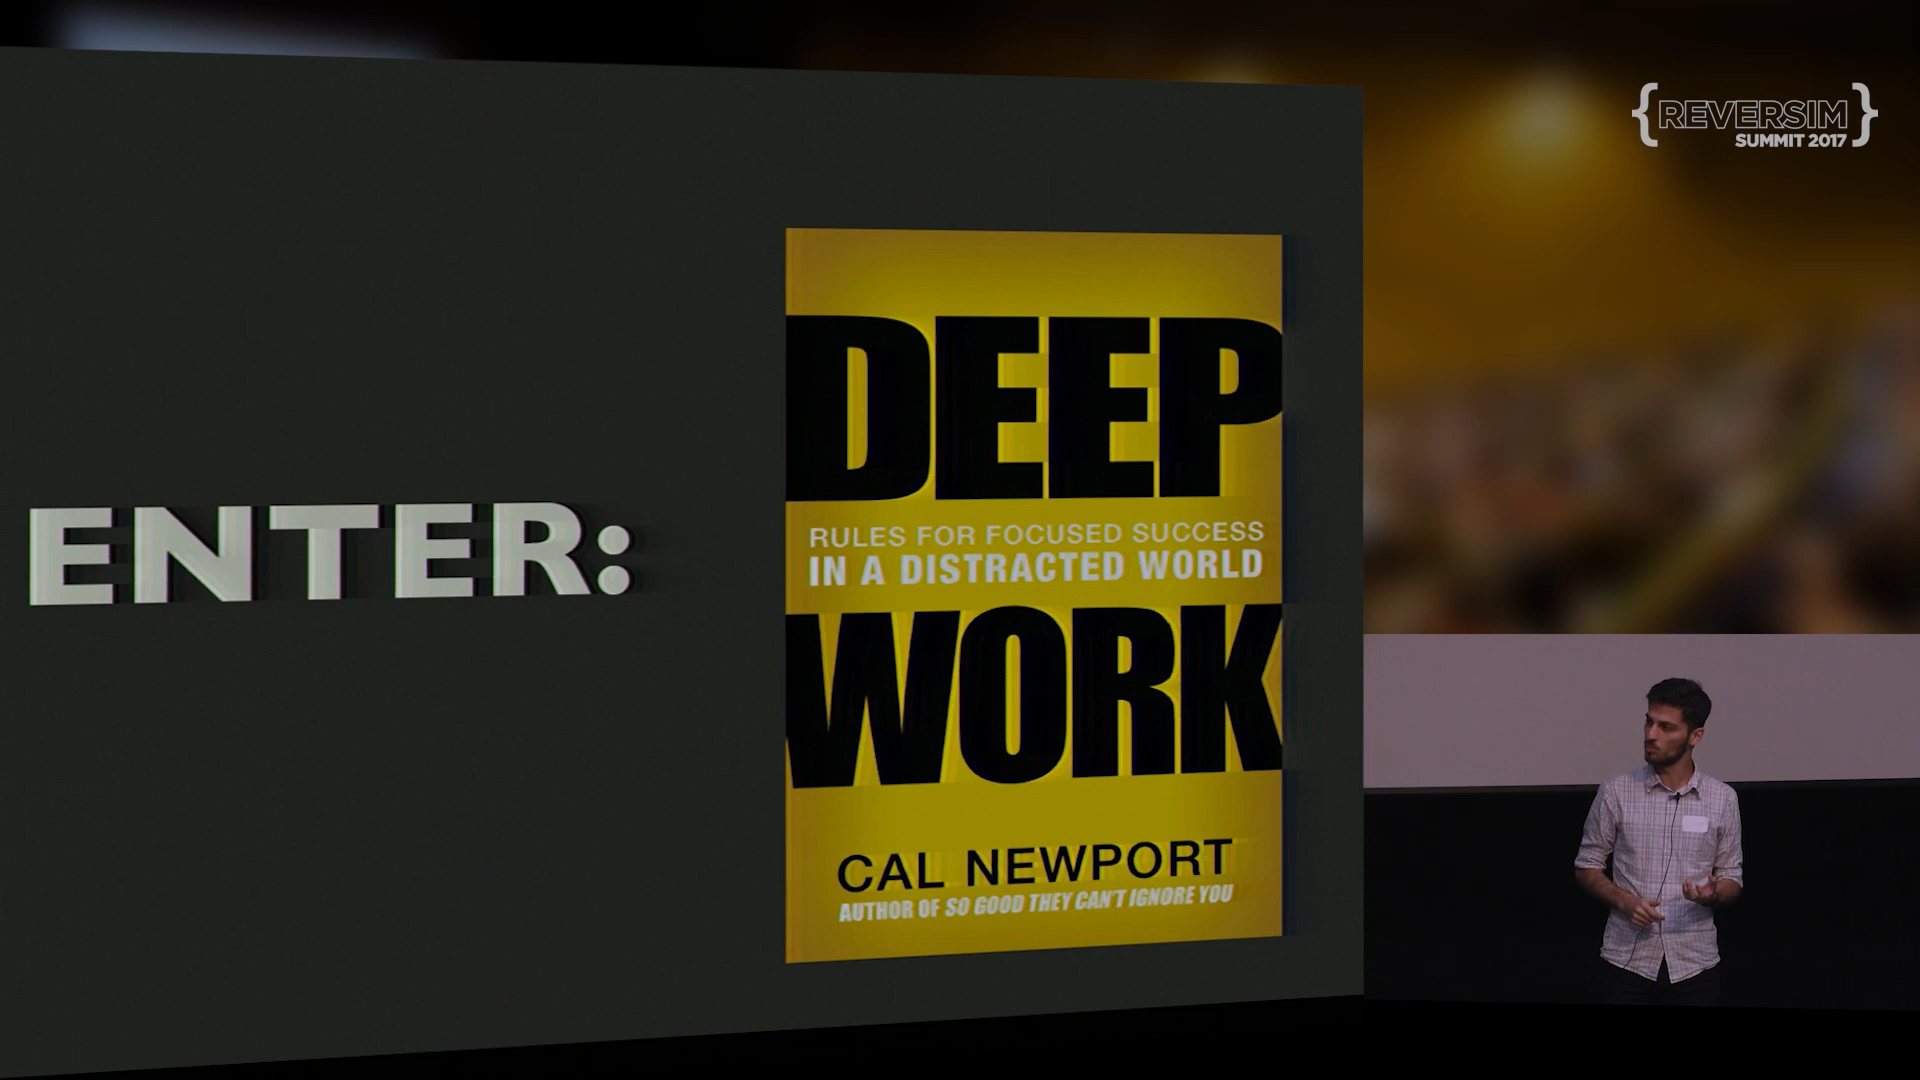 {REVERSIM}
SUMMIT 2017
ENTER:
DEEP
RULES FOR FOCUSED SUCCESS
IN A DISTRACTED WORLD
WORK
CAL NEWPORT
AUTHOR OF SO GOOD THEY CAN'T IGNORE YOU